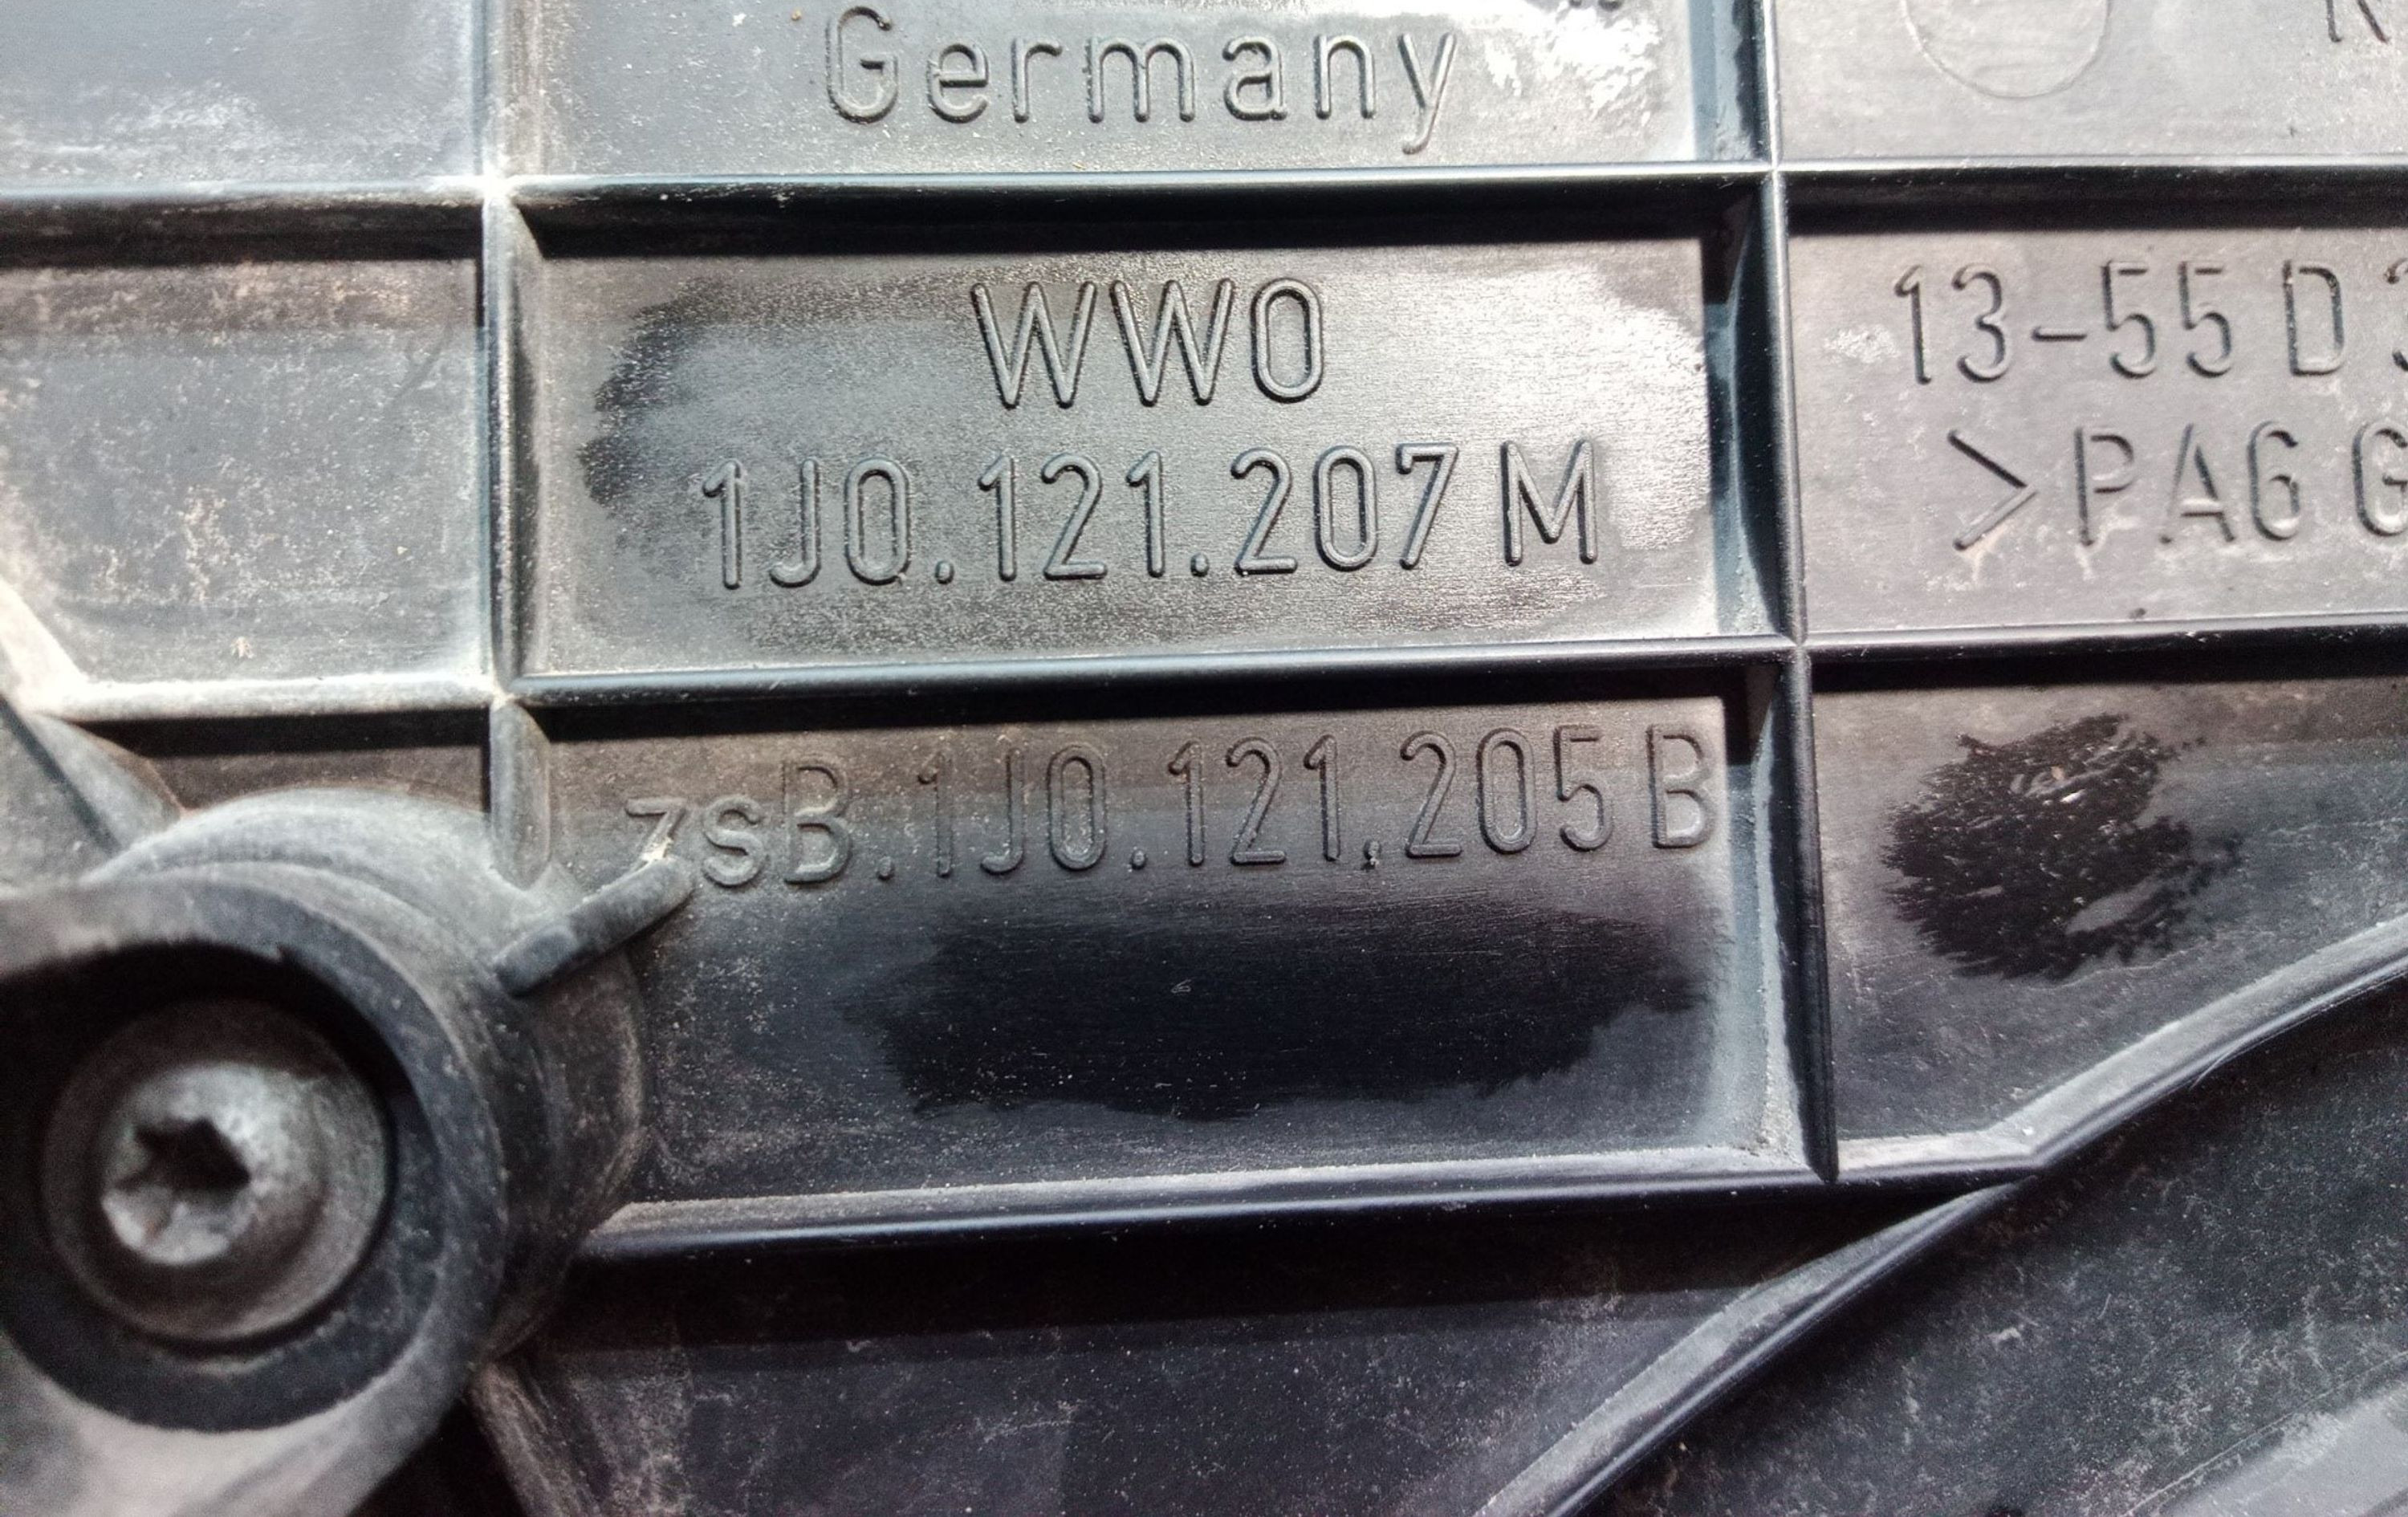 Germany
WWO
1J0.121.207 M
13-55 D
>PA6 G
ZSB.1J0.121.205 B